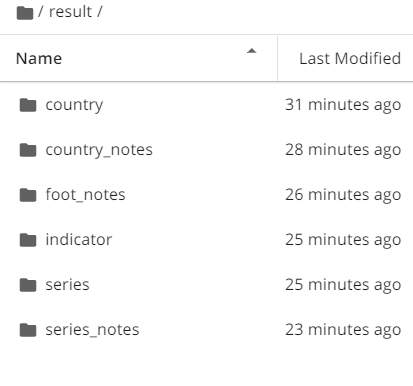 / result /
Name Last Modified
country 31 minutes ago
country_notes 28 minutes ago
foot_notes 26 minutes ago
indicator 25 minutes ago
series 25 minutes ago
series_notes 23 minutes ago